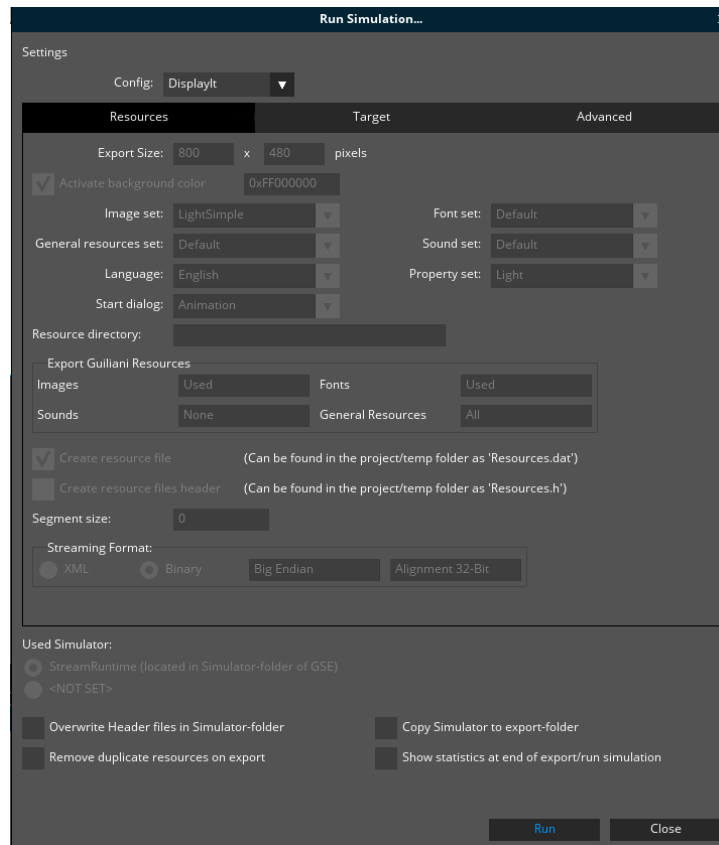 Run Simulation...
Settings
Config: DisplayIt
Resources Target Advanced
Export Size: 800 x 480 pixels
Activate background color 0xFF000000
Image set: LightSimple Font set: Default
General resources set: Default Sound set: Default
Language: English Property set: Light
Start dialog: Animation
Resource directory:
Export Guiliani Resources
Images Used Fonts Used
Sounds None General Resources All
Create resource file (Can be found in the project/temp folder as 'Resources.dat')
Create resource files header (Can be found in the project/temp folder as 'Resources.h')
Segment size: 0
Streaming Format:
XML Binary Big Endian Alignment 32-Bit
Used Simulator:
StreamRuntime (located in Simulator-folder of GSE)
<NOT SET>
Overwrite Header files in Simulator-folder Copy Simulator to export-folder
Remove duplicate resources on export Show statistics at end of export/run simulation
Run Close